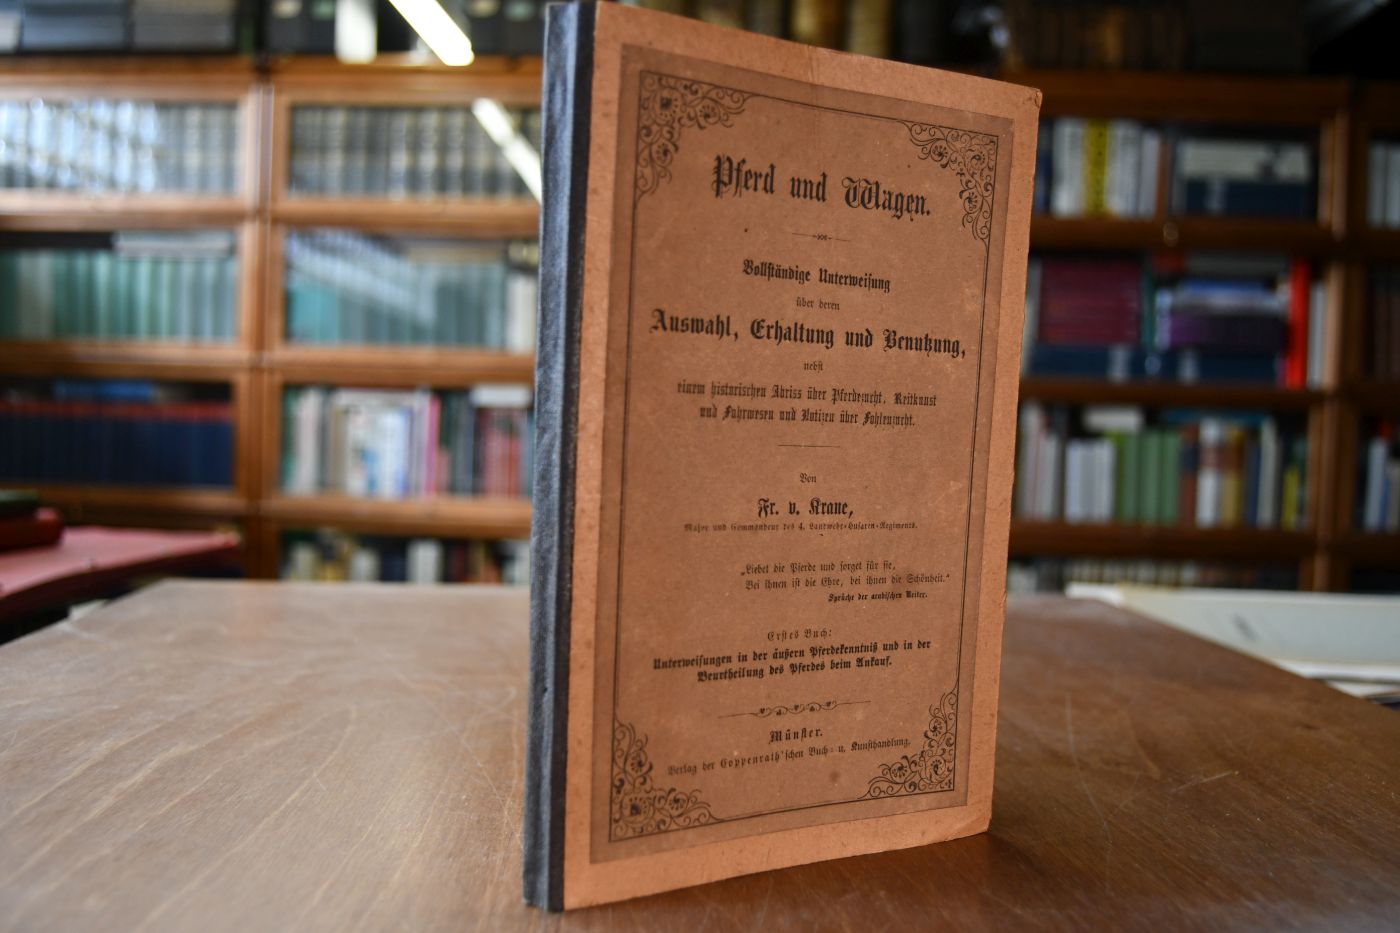 Pferd und Wagen.
Vollständige Unterweisung
über deren
Auswahl, Erhaltung und Benutzung,
nebst
einem historischen Abriss über Pferdezucht, Reitkunst
und Fahrwesen und Notizen über Fohlenzucht.
Von
Fr. v. Krane,
Major und Commandeur des 4. Landwehr-Husaren-Regiments.
„Liebet die Pferde und sorget für sie,
Bei ihnen ist die Ehre, bei ihnen die Schönheit.“
Sprüche der arabischen Reiter.
Erstes Buch:
Unterweisungen in der äußern Pferdekenntniß und in der
Beurtheilung des Pferdes beim Ankauf.
Münster.
Verlag der Coppenrath'schen Buch- u. Kunsthandlung.